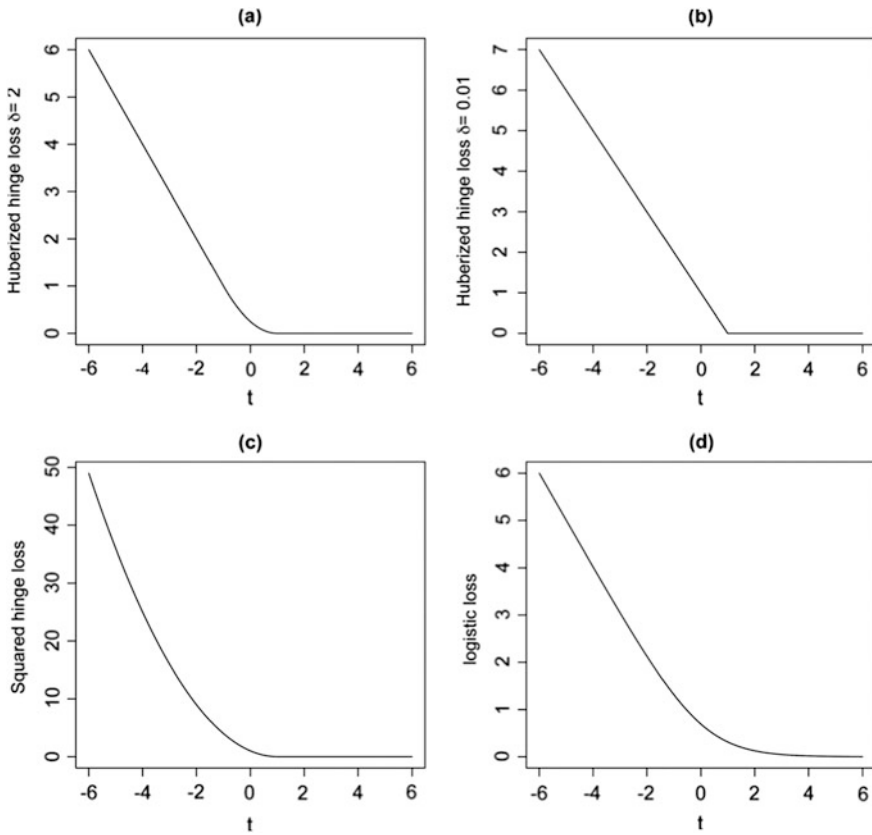 (a)
Huberized hinge loss δ= 2
6
5
4
3
2
1
0
-6 -4 -2 0 2 4 6
t
(b)
Huberized hinge loss δ= 0.01
7
6
5
4
3
2
1
0
-6 -4 -2 0 2 4 6
t
(c)
Squared hinge loss
50
40
30
20
10
0
-6 -4 -2 0 2 4 6
t
(d)
logistic loss
6
5
4
3
2
1
0
-6 -4 -2 0 2 4 6
t